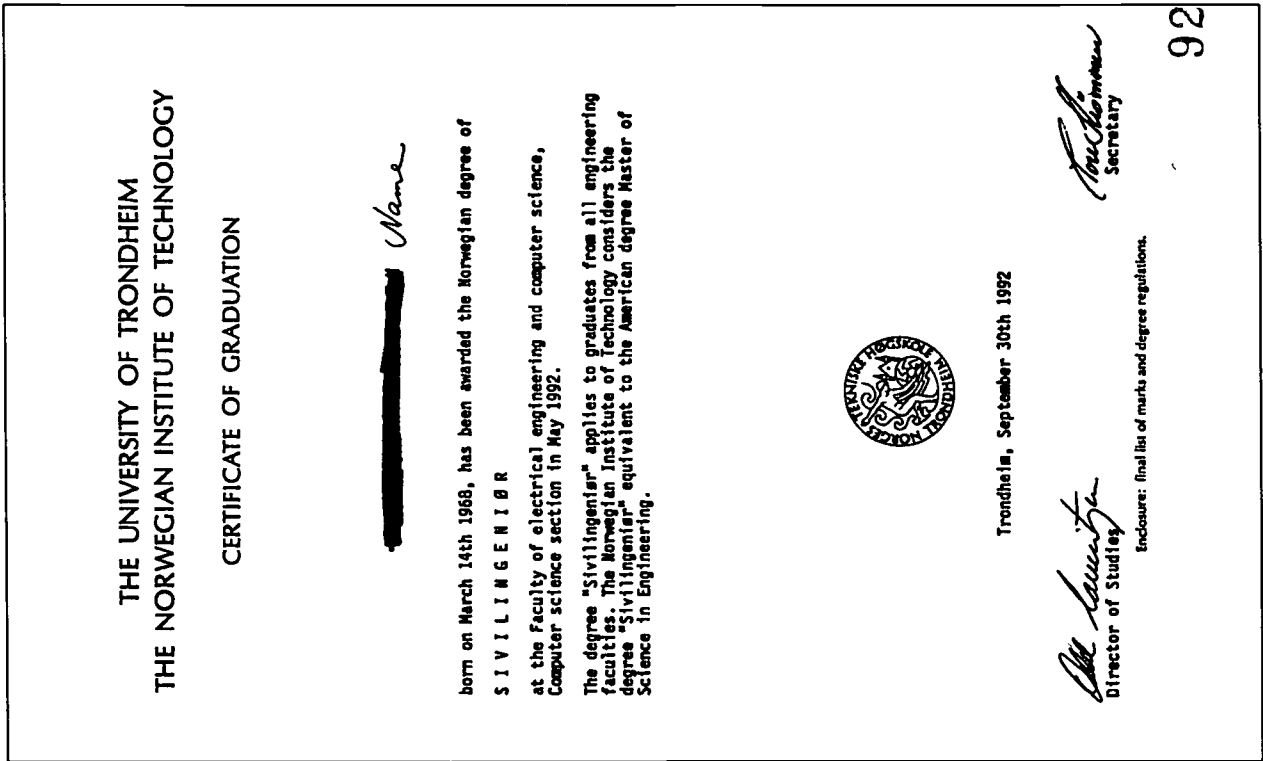 THE UNIVERSITY OF TRONDHEIM
THE NORWEGIAN INSTITUTE OF TECHNOLOGY
CERTIFICATE OF GRADUATION
Name
born on March 14th 1968, has been awarded the Norwegian degree of
S I V I L I N G E N I Ø R
at the Faculty of electrical engineering and computer science,
Computer science section in May 1992.
The degree "Sivilingeniør" applies to graduates from all engineering
faculties. The Norwegian Institute of Technology considers the
degree "Sivilingeniør" equivalent to the American degree Master of
Science in Engineering.
NORGES TEKNISKE HØGSKOLE
TRONDHEIM
Trondheim, September 30th 1992
Director of Studies
Secretary
Enclosure: final list of marks and degree regulations.
92